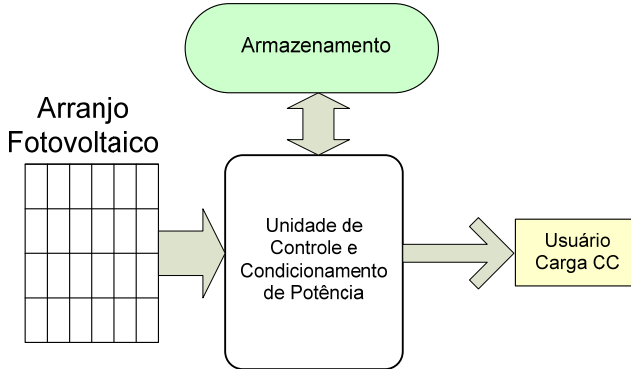 Armazenamento
Arranjo
Fotovoltaico
Unidade de
Controle e
Condicionamento
de Potência
Usuário
Carga CC